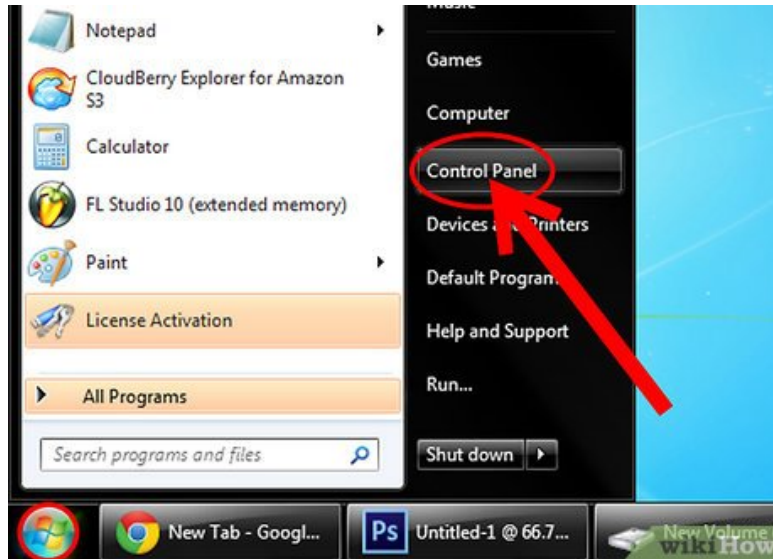 Notepad
CloudBerry Explorer for Amazon
S3
Calculator
FL Studio 10 (extended memory)
Paint
License Activation
All Programs
Search programs and files
Music
Games
Computer
Control Panel
Devices and Printers
Default Program
Help and Support
Run...
Shut down
New Tab - Googl...
Ps Untitled-1 @ 66.7...
New Volume
wikiHow